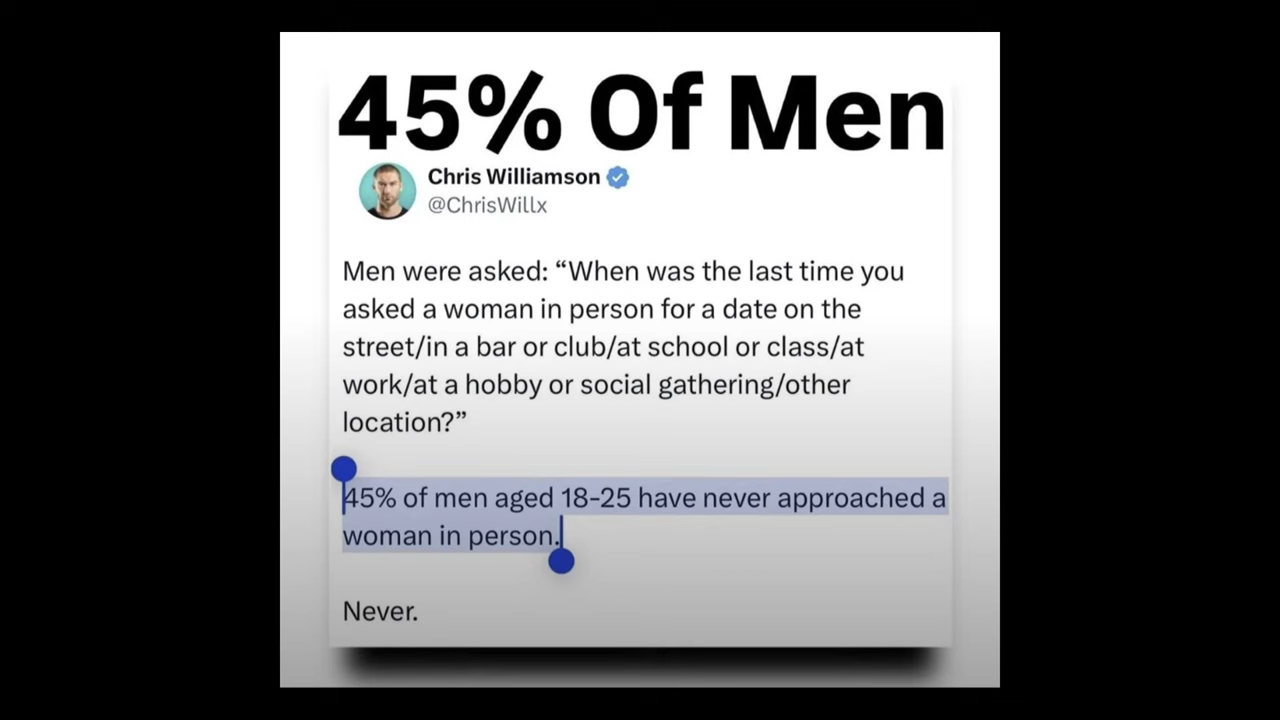 45% Of Men
Chris Williamson
@ChrisWillx
Men were asked: “When was the last time you
asked a woman in person for a date on the
street/in a bar or club/at school or class/at
work/at a hobby or social gathering/other
location?”
45% of men aged 18-25 have never approached a
woman in person.
Never.